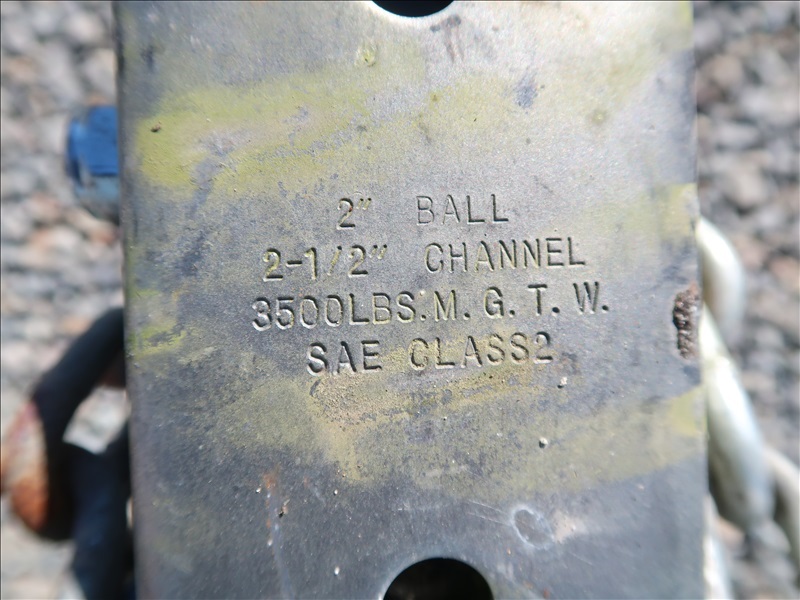 2" BALL
2-1/2" CHANNEL
3500LBS.M.G.T.W.
SAE CLASS2